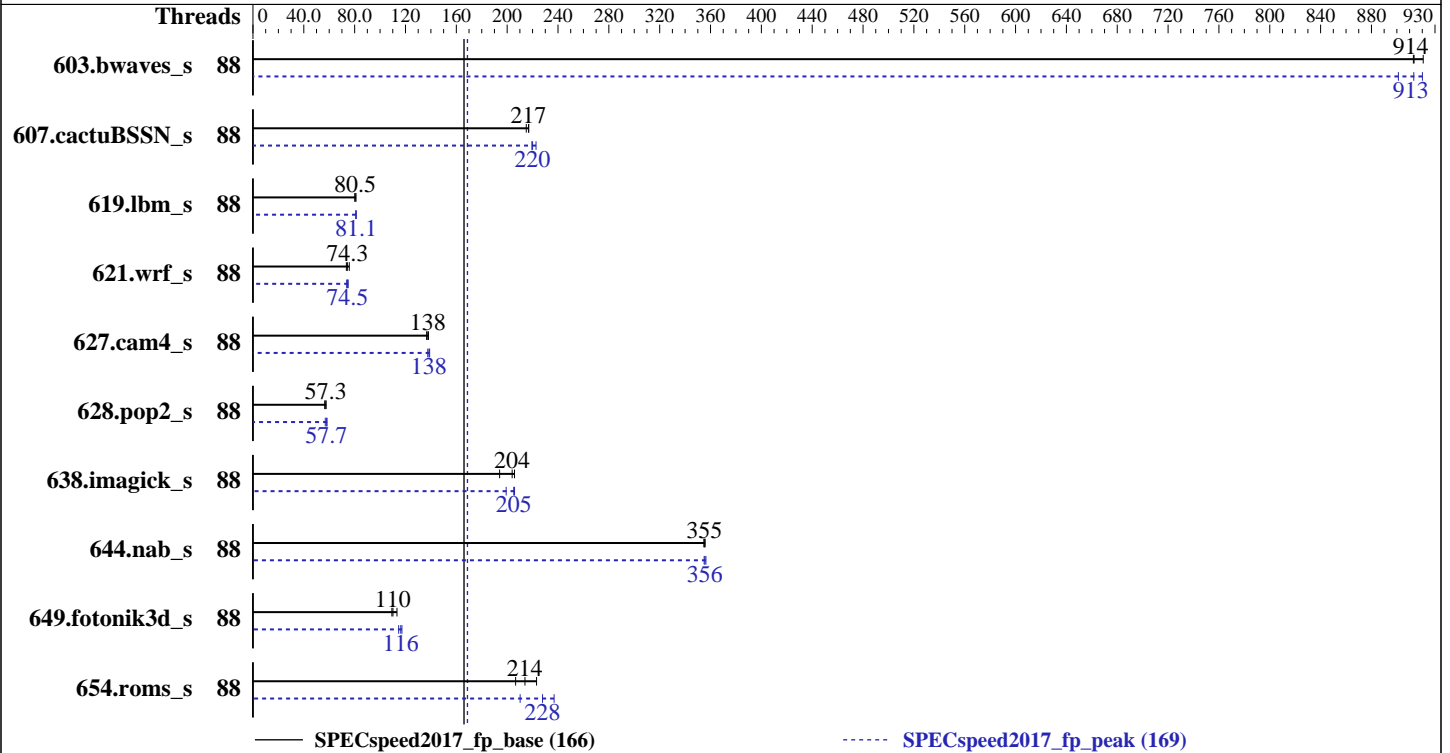 Threads 0 40.0 80.0 120 160 200 240 280 320 360 400 440 480 520 560 600 640 680 720 760 800 840 880 930
603.bwaves_s 88 914
913
607.cactuBSSN_s 88 217
220
619.lbm_s 88 80.5
81.1
621.wrf_s 88 74.3
74.5
627.cam4_s 88 138
138
628.pop2_s 88 57.3
57.7
638.imagick_s 88 204
205
644.nab_s 88 355
356
649.fotonik3d_s 88 110
116
654.roms_s 88 214
228
SPECspeed2017_fp_base (166) SPECspeed2017_fp_peak (169)